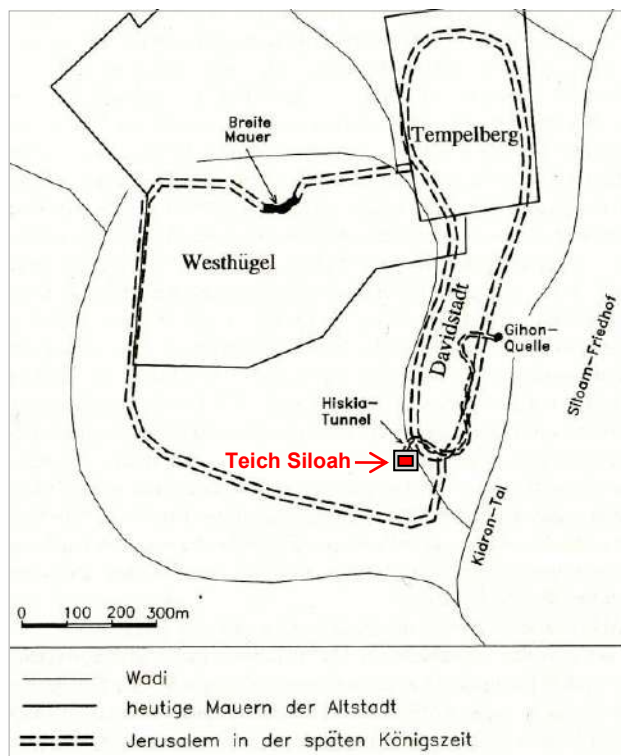 Breite
Mauer
Tempelberg
Westhügel
Davidstadt
Gihon-
Quelle
Siloam-Friedhof
Hiskia-
Tunnel
Teich Siloah
Kidron-Tal
0 100 200 300m
Wadi
heutige Mauern der Altstadt
Jerusalem in der späten Königszeit